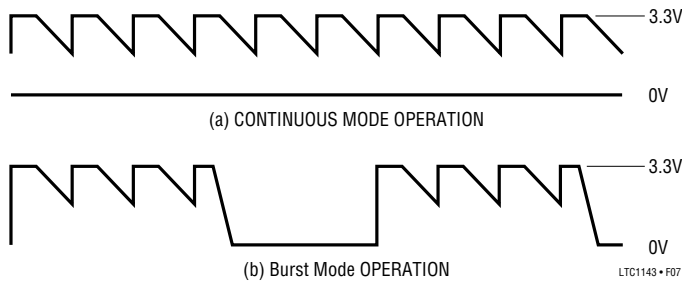 3.3V
0V
(a) CONTINUOUS MODE OPERATION
3.3V
0V
(b) Burst Mode OPERATION
LTC1143 • F07